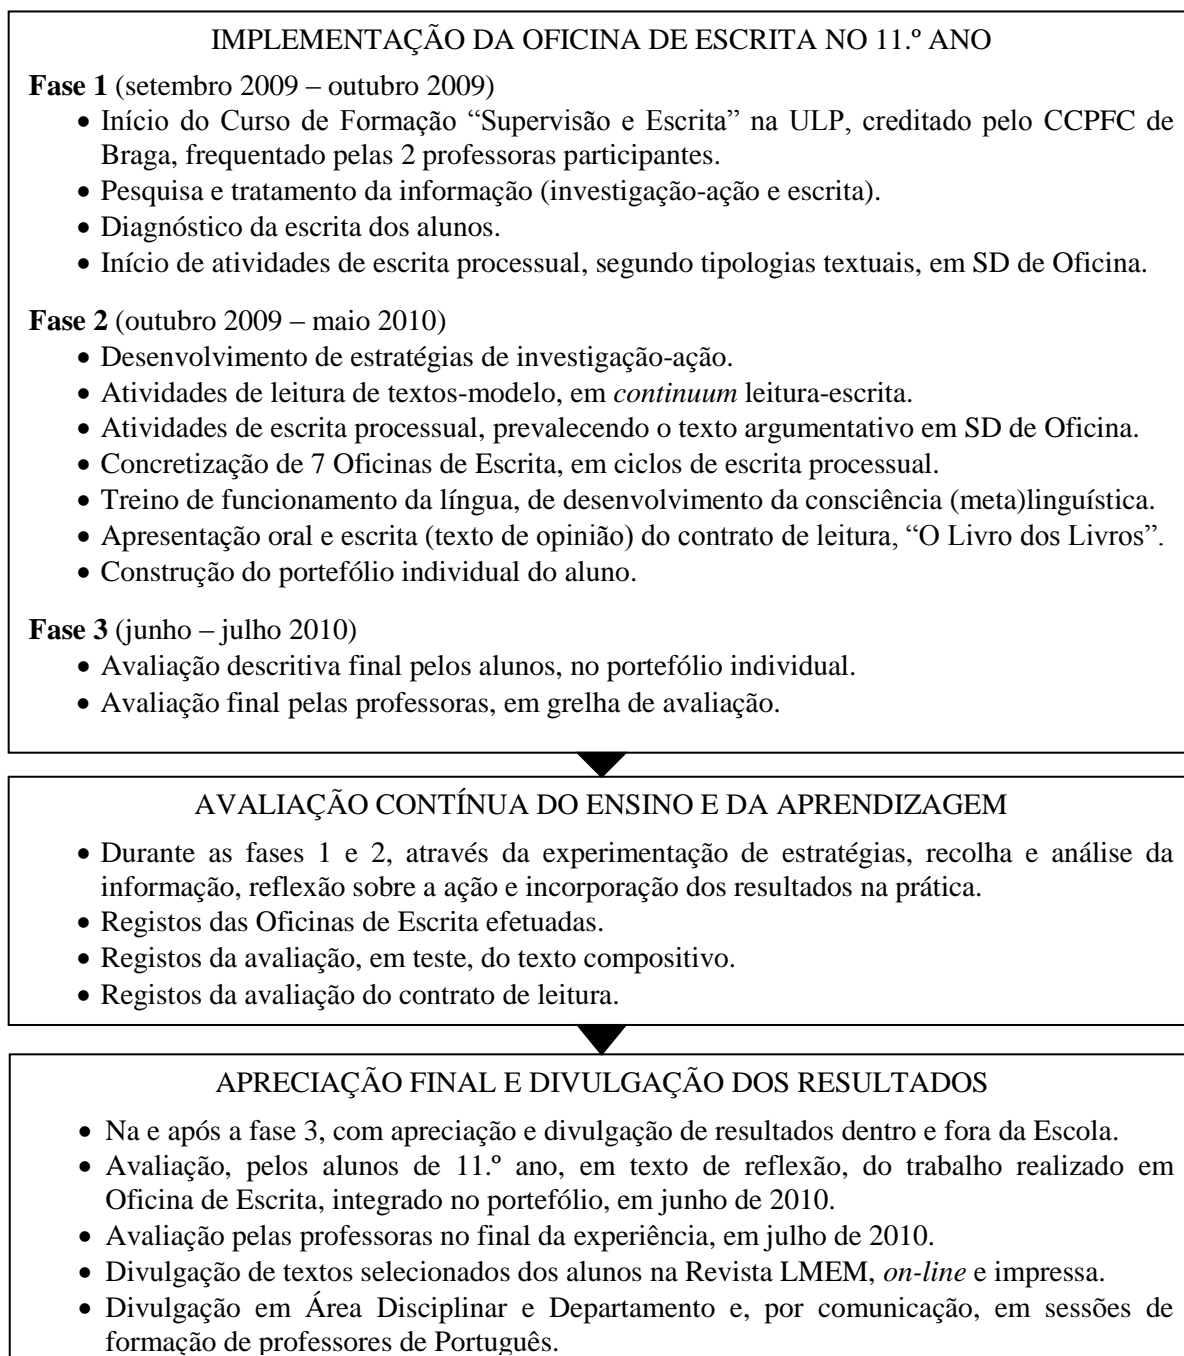 IMPLEMENTAÇÃO DA OFICINA DE ESCRITA NO 11.º ANO
Fase 1 (setembro 2009 – outubro 2009)
• Início do Curso de Formação “Supervisão e Escrita” na ULP, creditado pelo CCPFC de
Braga, frequentado pelas 2 professoras participantes.
• Pesquisa e tratamento da informação (investigação-ação e escrita).
• Diagnóstico da escrita dos alunos.
• Início de atividades de escrita processual, segundo tipologias textuais, em SD de Oficina.
Fase 2 (outubro 2009 – maio 2010)
• Desenvolvimento de estratégias de investigação-ação.
• Atividades de leitura de textos-modelo, em continuum leitura-escrita.
• Atividades de escrita processual, prevalecendo o texto argumentativo em SD de Oficina.
• Concretização de 7 Oficinas de Escrita, em ciclos de escrita processual.
• Treino de funcionamento da língua, de desenvolvimento da consciência (meta)linguística.
• Apresentação oral e escrita (texto de opinião) do contrato de leitura, “O Livro dos Livros”.
• Construção do portefólio individual do aluno.
Fase 3 (junho – julho 2010)
• Avaliação descritiva final pelos alunos, no portefólio individual.
• Avaliação final pelas professoras, em grelha de avaliação.
AVALIAÇÃO CONTÍNUA DO ENSINO E DA APRENDIZAGEM
• Durante as fases 1 e 2, através da experimentação de estratégias, recolha e análise da
informação, reflexão sobre a ação e incorporação dos resultados na prática.
• Registos das Oficinas de Escrita efetuadas.
• Registos da avaliação, em teste, do texto compositivo.
• Registos da avaliação do contrato de leitura.
APRECIAÇÃO FINAL E DIVULGAÇÃO DOS RESULTADOS
• Na e após a fase 3, com apreciação e divulgação de resultados dentro e fora da Escola.
• Avaliação, pelos alunos de 11.º ano, em texto de reflexão, do trabalho realizado em
Oficina de Escrita, integrado no portefólio, em junho de 2010.
• Avaliação pelas professoras no final da experiência, em julho de 2010.
• Divulgação de textos selecionados dos alunos na Revista LMEM, on-line e impressa.
• Divulgação em Área Disciplinar e Departamento e, por comunicação, em sessões de
formação de professores de Português.